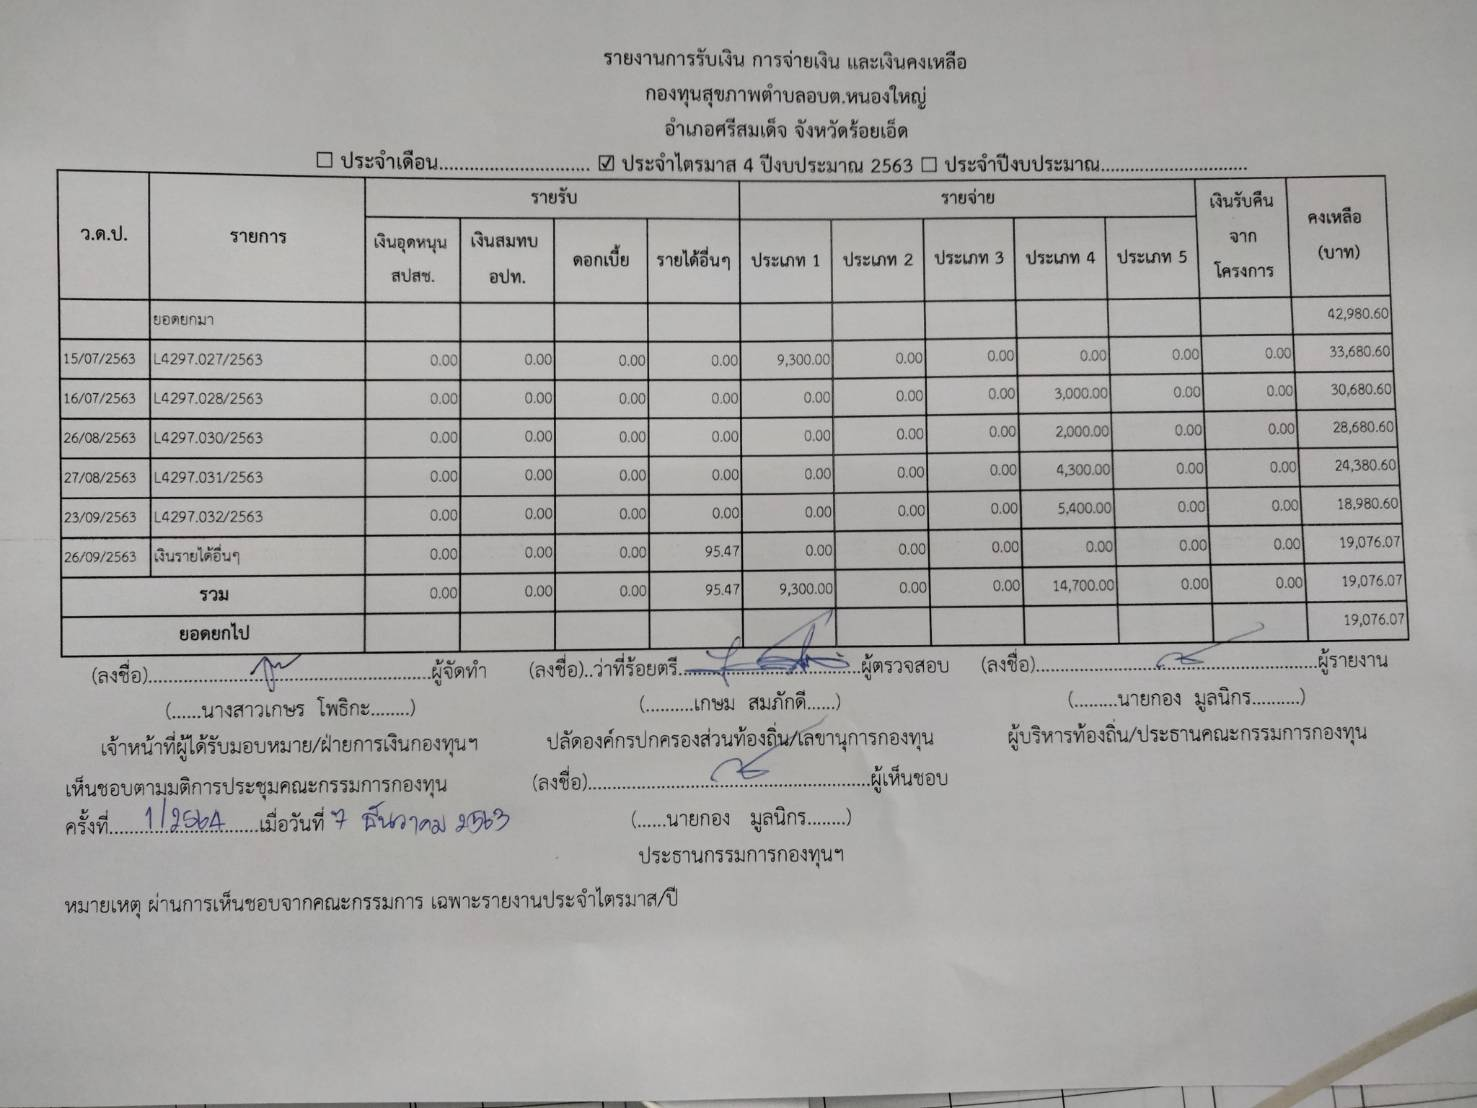 รายงานการรับเงิน การจ่ายเงิน และเงินคงเหลือ
กองทุนสุขภาพตำบลอบต.หนองใหญ่
อำเภอศรีสมเด็จ จังหวัดร้อยเอ็ด
☐ ประจำเดือน.............................. ☑ ประจำไตรมาส 4 ปีงบประมาณ 2563 ☐ ประจำปีงบประมาณ..............................
ว.ด.ป. รายการ รายรับ รายจ่าย เงินรับคืนจากโครงการ คงเหลือ (บาท)
เงินอุดหนุน สปสช. เงินสมทบ อปท. ดอกเบี้ย รายได้อื่นๆ ประเภท 1 ประเภท 2 ประเภท 3 ประเภท 4 ประเภท 5
ยอดยกมา 42,980.60
15/07/2563 L4297.027/2563 0.00 0.00 0.00 0.00 9,300.00 0.00 0.00 0.00 0.00 0.00 33,680.60
16/07/2563 L4297.028/2563 0.00 0.00 0.00 0.00 0.00 0.00 0.00 3,000.00 0.00 0.00 30,680.60
26/08/2563 L4297.030/2563 0.00 0.00 0.00 0.00 0.00 0.00 0.00 2,000.00 0.00 0.00 28,680.60
27/08/2563 L4297.031/2563 0.00 0.00 0.00 0.00 0.00 0.00 0.00 4,300.00 0.00 0.00 24,380.60
23/09/2563 L4297.032/2563 0.00 0.00 0.00 0.00 0.00 0.00 0.00 5,400.00 0.00 0.00 18,980.60
26/09/2563 เงินรายได้อื่นๆ 0.00 0.00 0.00 95.47 0.00 0.00 0.00 0.00 0.00 0.00 19,076.07
รวม 0.00 0.00 0.00 95.47 9,300.00 0.00 0.00 14,700.00 0.00 0.00 19,076.07
ยอดยกไป 19,076.07
(ลงชื่อ)..............................ผู้จัดทำ (ลงชื่อ)..ว่าที่ร้อยตรี..............................ผู้ตรวจสอบ (ลงชื่อ)..............................ผู้รายงาน
(......นางสาวเกษร โพธิกะ........) (..........เกษม สมภักดี......) (.........นายกอง มูลนิกร..........)
เจ้าหน้าที่ผู้ได้รับมอบหมาย/ฝ่ายการเงินกองทุนฯ ปลัดองค์กรปกครองส่วนท้องถิ่น/เลขานุการกองทุน ผู้บริหารท้องถิ่น/ประธานคณะกรรมการกองทุน
เห็นชอบตามมติการประชุมคณะกรรมการกองทุน (ลงชื่อ)..............................ผู้เห็นชอบ
ครั้งที่......1/2564......เมื่อวันที่ 7 ธันวาคม 2563 (......นายกอง มูลนิกร........)
ประธานกรรมการกองทุนฯ
หมายเหตุ ผ่านการเห็นชอบจากคณะกรรมการ เฉพาะรายงานประจำไตรมาส/ปี